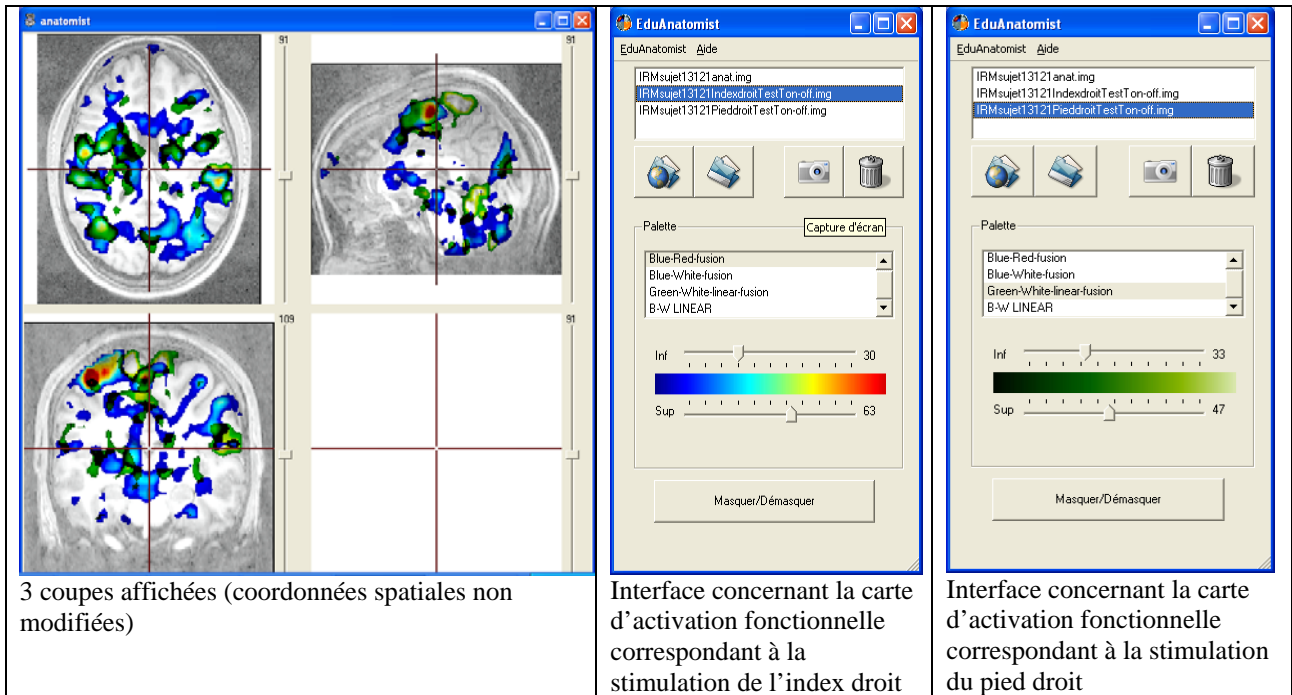 anatomist
91
91
109
91
3 coupes affichées (coordonnées spatiales non
modifiées)
EduAnatomist
EduAnatomist Aide
IRMsujet13121anat.img
IRMsujet13121IndexdroitTestTon-off.img
IRMsujet13121PieddroitTestTon-off.img
Palette
Capture d'écran
Blue-Red-fusion
Blue-White-fusion
Green-White-linear-fusion
B-W LINEAR
Inf 30
Sup 63
Masquer/Démasquer
Interface concernant la carte
d’activation fonctionnelle
correspondant à la
stimulation de l’index droit
EduAnatomist
EduAnatomist Aide
IRMsujet13121anat.img
IRMsujet13121IndexdroitTestTon-off.img
IRMsujet13121PieddroitTestTon-off.img
Palette
Blue-Red-fusion
Blue-White-fusion
Green-White-linear-fusion
B-W LINEAR
Inf 33
Sup 47
Masquer/Démasquer
Interface concernant la carte
d’activation fonctionnelle
correspondant à la stimulation
du pied droit